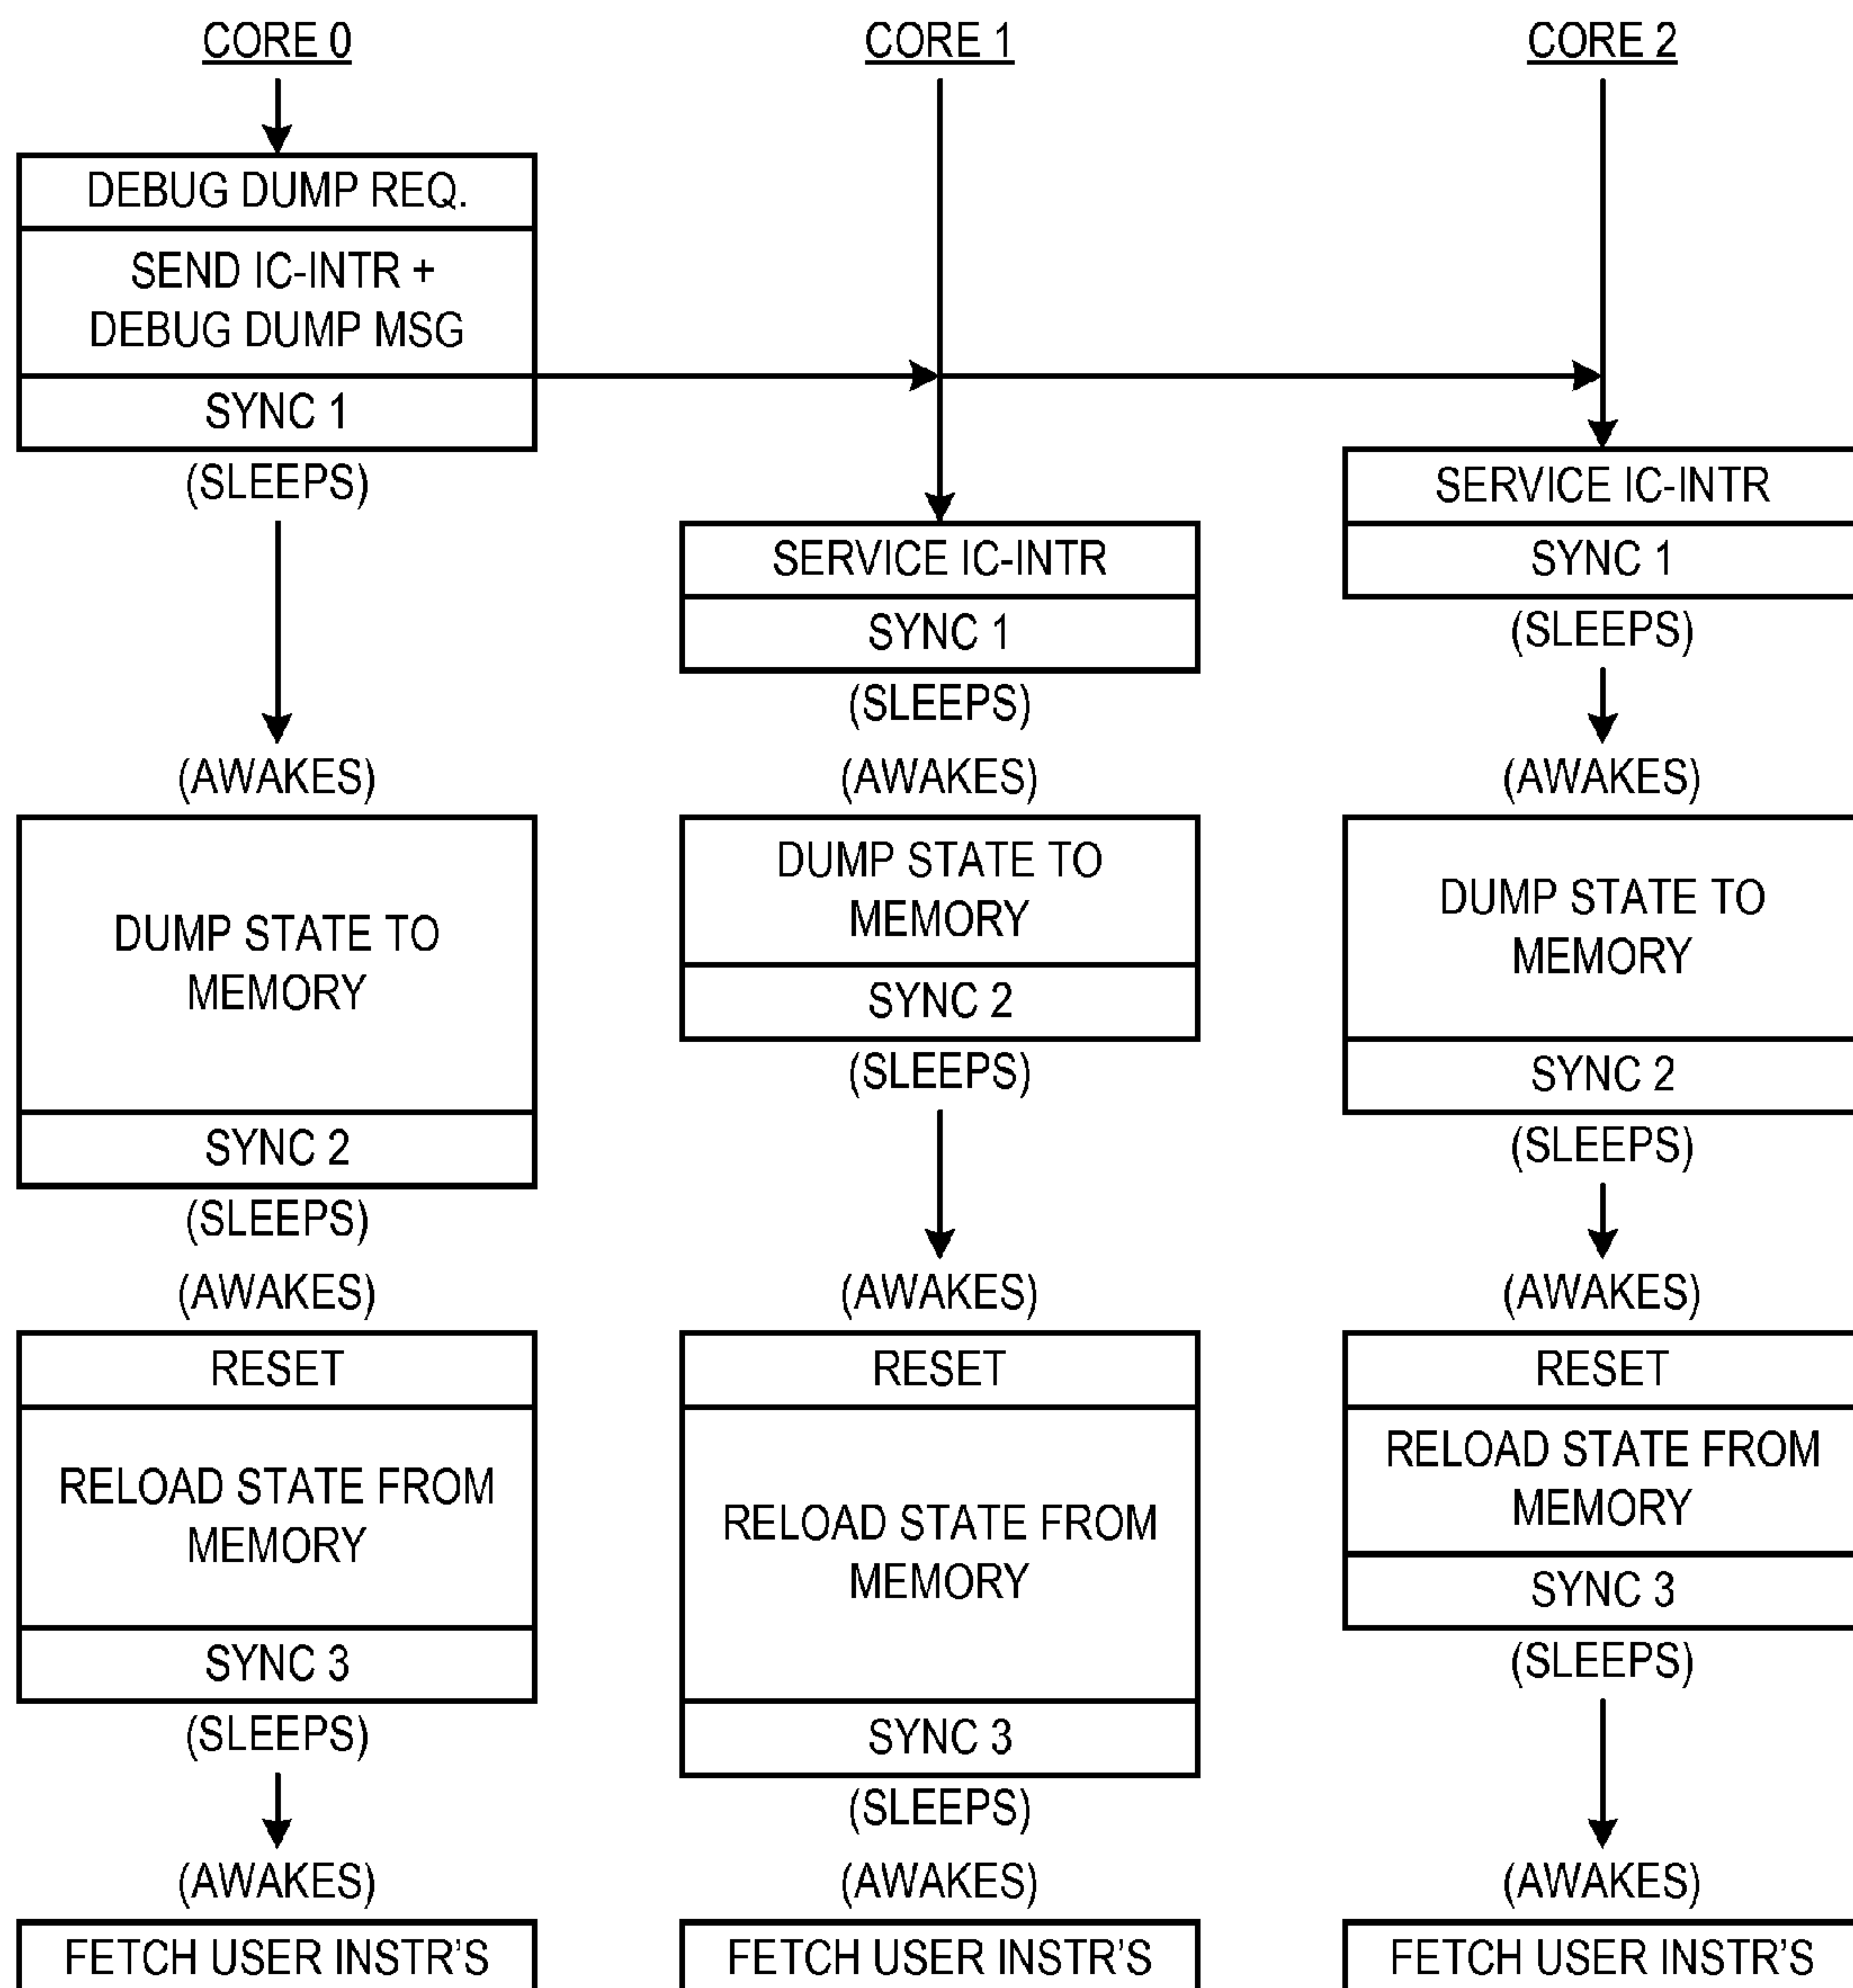 CORE 0
CORE 1
CORE 2
DEBUG DUMP REQ.
SEND IC-INTR +
DEBUG DUMP MSG
SYNC 1
(SLEEPS)
SERVICE IC-INTR
SYNC 1
(SLEEPS)
SERVICE IC-INTR
SYNC 1
(SLEEPS)
(AWAKES)
(AWAKES)
(AWAKES)
DUMP STATE TO
MEMORY
SYNC 2
(SLEEPS)
DUMP STATE TO
MEMORY
SYNC 2
(SLEEPS)
DUMP STATE TO
MEMORY
SYNC 2
(SLEEPS)
(AWAKES)
(AWAKES)
(AWAKES)
RESET
RELOAD STATE FROM
MEMORY
SYNC 3
(SLEEPS)
RESET
RELOAD STATE FROM
MEMORY
SYNC 3
(SLEEPS)
RESET
RELOAD STATE FROM
MEMORY
SYNC 3
(SLEEPS)
(AWAKES)
(AWAKES)
(AWAKES)
FETCH USER INSTR'S
FETCH USER INSTR'S
FETCH USER INSTR'S